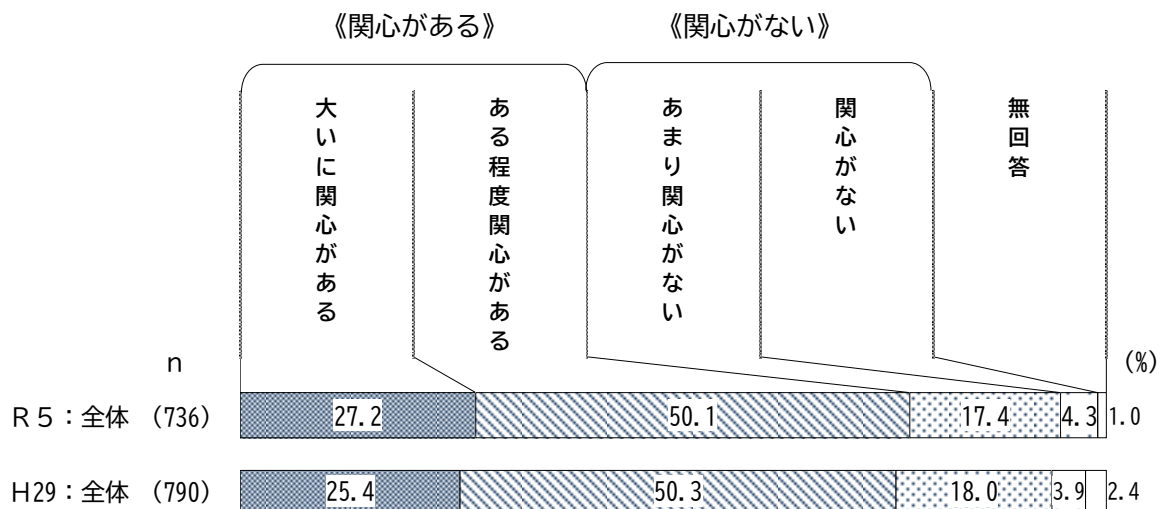 《関心がある》 《関心がない》
大いに関心がある
ある程度関心がある
あまり関心がない
関心がない
無回答
n (%)
R5:全体 (736) 27.2 50.1 17.4 4.3 1.0
H29:全体 (790) 25.4 50.3 18.0 3.9 2.4